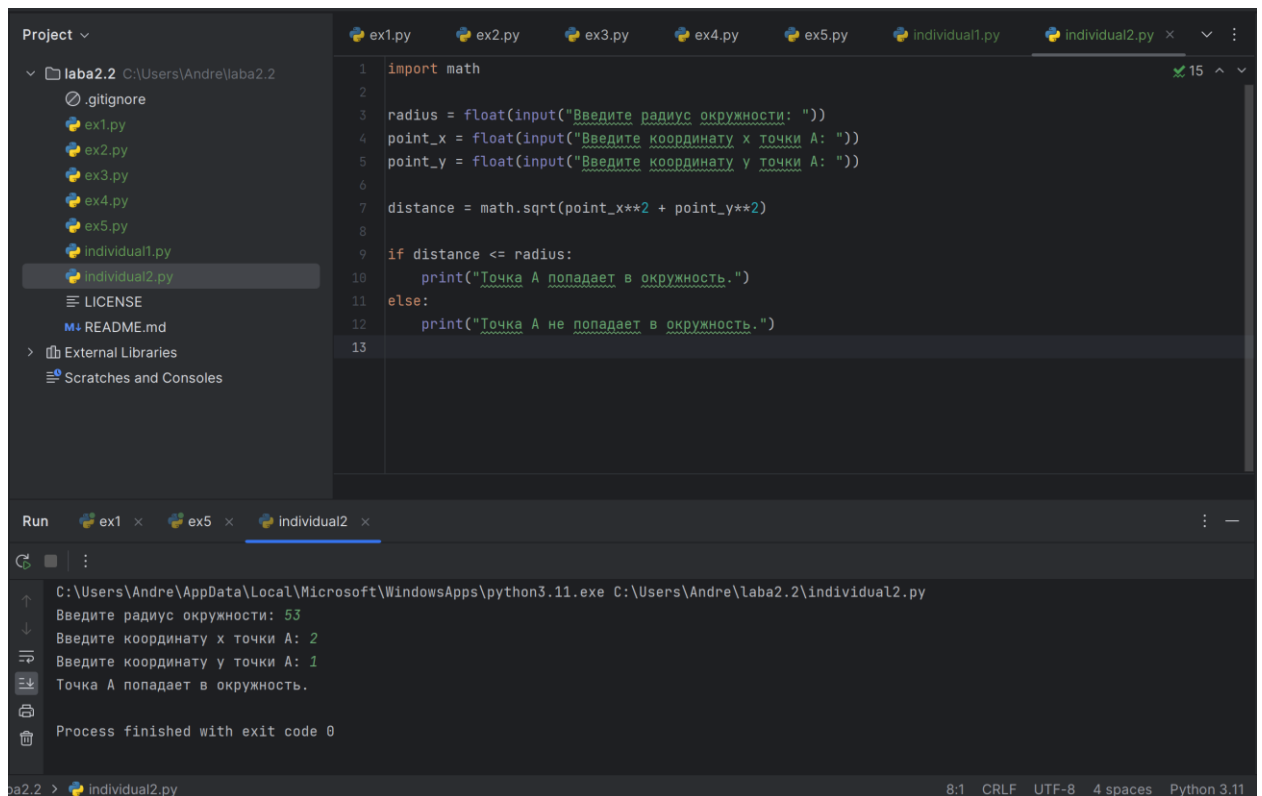 Project
ex1.py ex2.py ex3.py ex4.py ex5.py individual1.py individual2.py
laba2.2 C:\Users\Andre\laba2.2
.gitignore
ex1.py
ex2.py
ex3.py
ex4.py
ex5.py
individual1.py
individual2.py
LICENSE
README.md
External Libraries
Scratches and Consoles
15
1 import math
2
3 radius = float(input("Введите радиус окружности: "))
4 point_x = float(input("Введите координату x точки A: "))
5 point_y = float(input("Введите координату y точки A: "))
6
7 distance = math.sqrt(point_x**2 + point_y**2)
8
9 if distance <= radius:
10     print("Точка А попадает в окружность.")
11 else:
12     print("Точка А не попадает в окружность.")
13
Run ex1 ex5 individual2
C:\Users\Andre\AppData\Local\Microsoft\WindowsApps\python3.11.exe C:\Users\Andre\laba2.2\individual2.py
Введите радиус окружности: 53
Введите координату x точки A: 2
Введите координату y точки A: 1
Точка А попадает в окружность.
Process finished with exit code 0
ba2.2 > individual2.py 8:1 CRLF UTF-8 4 spaces Python 3.11